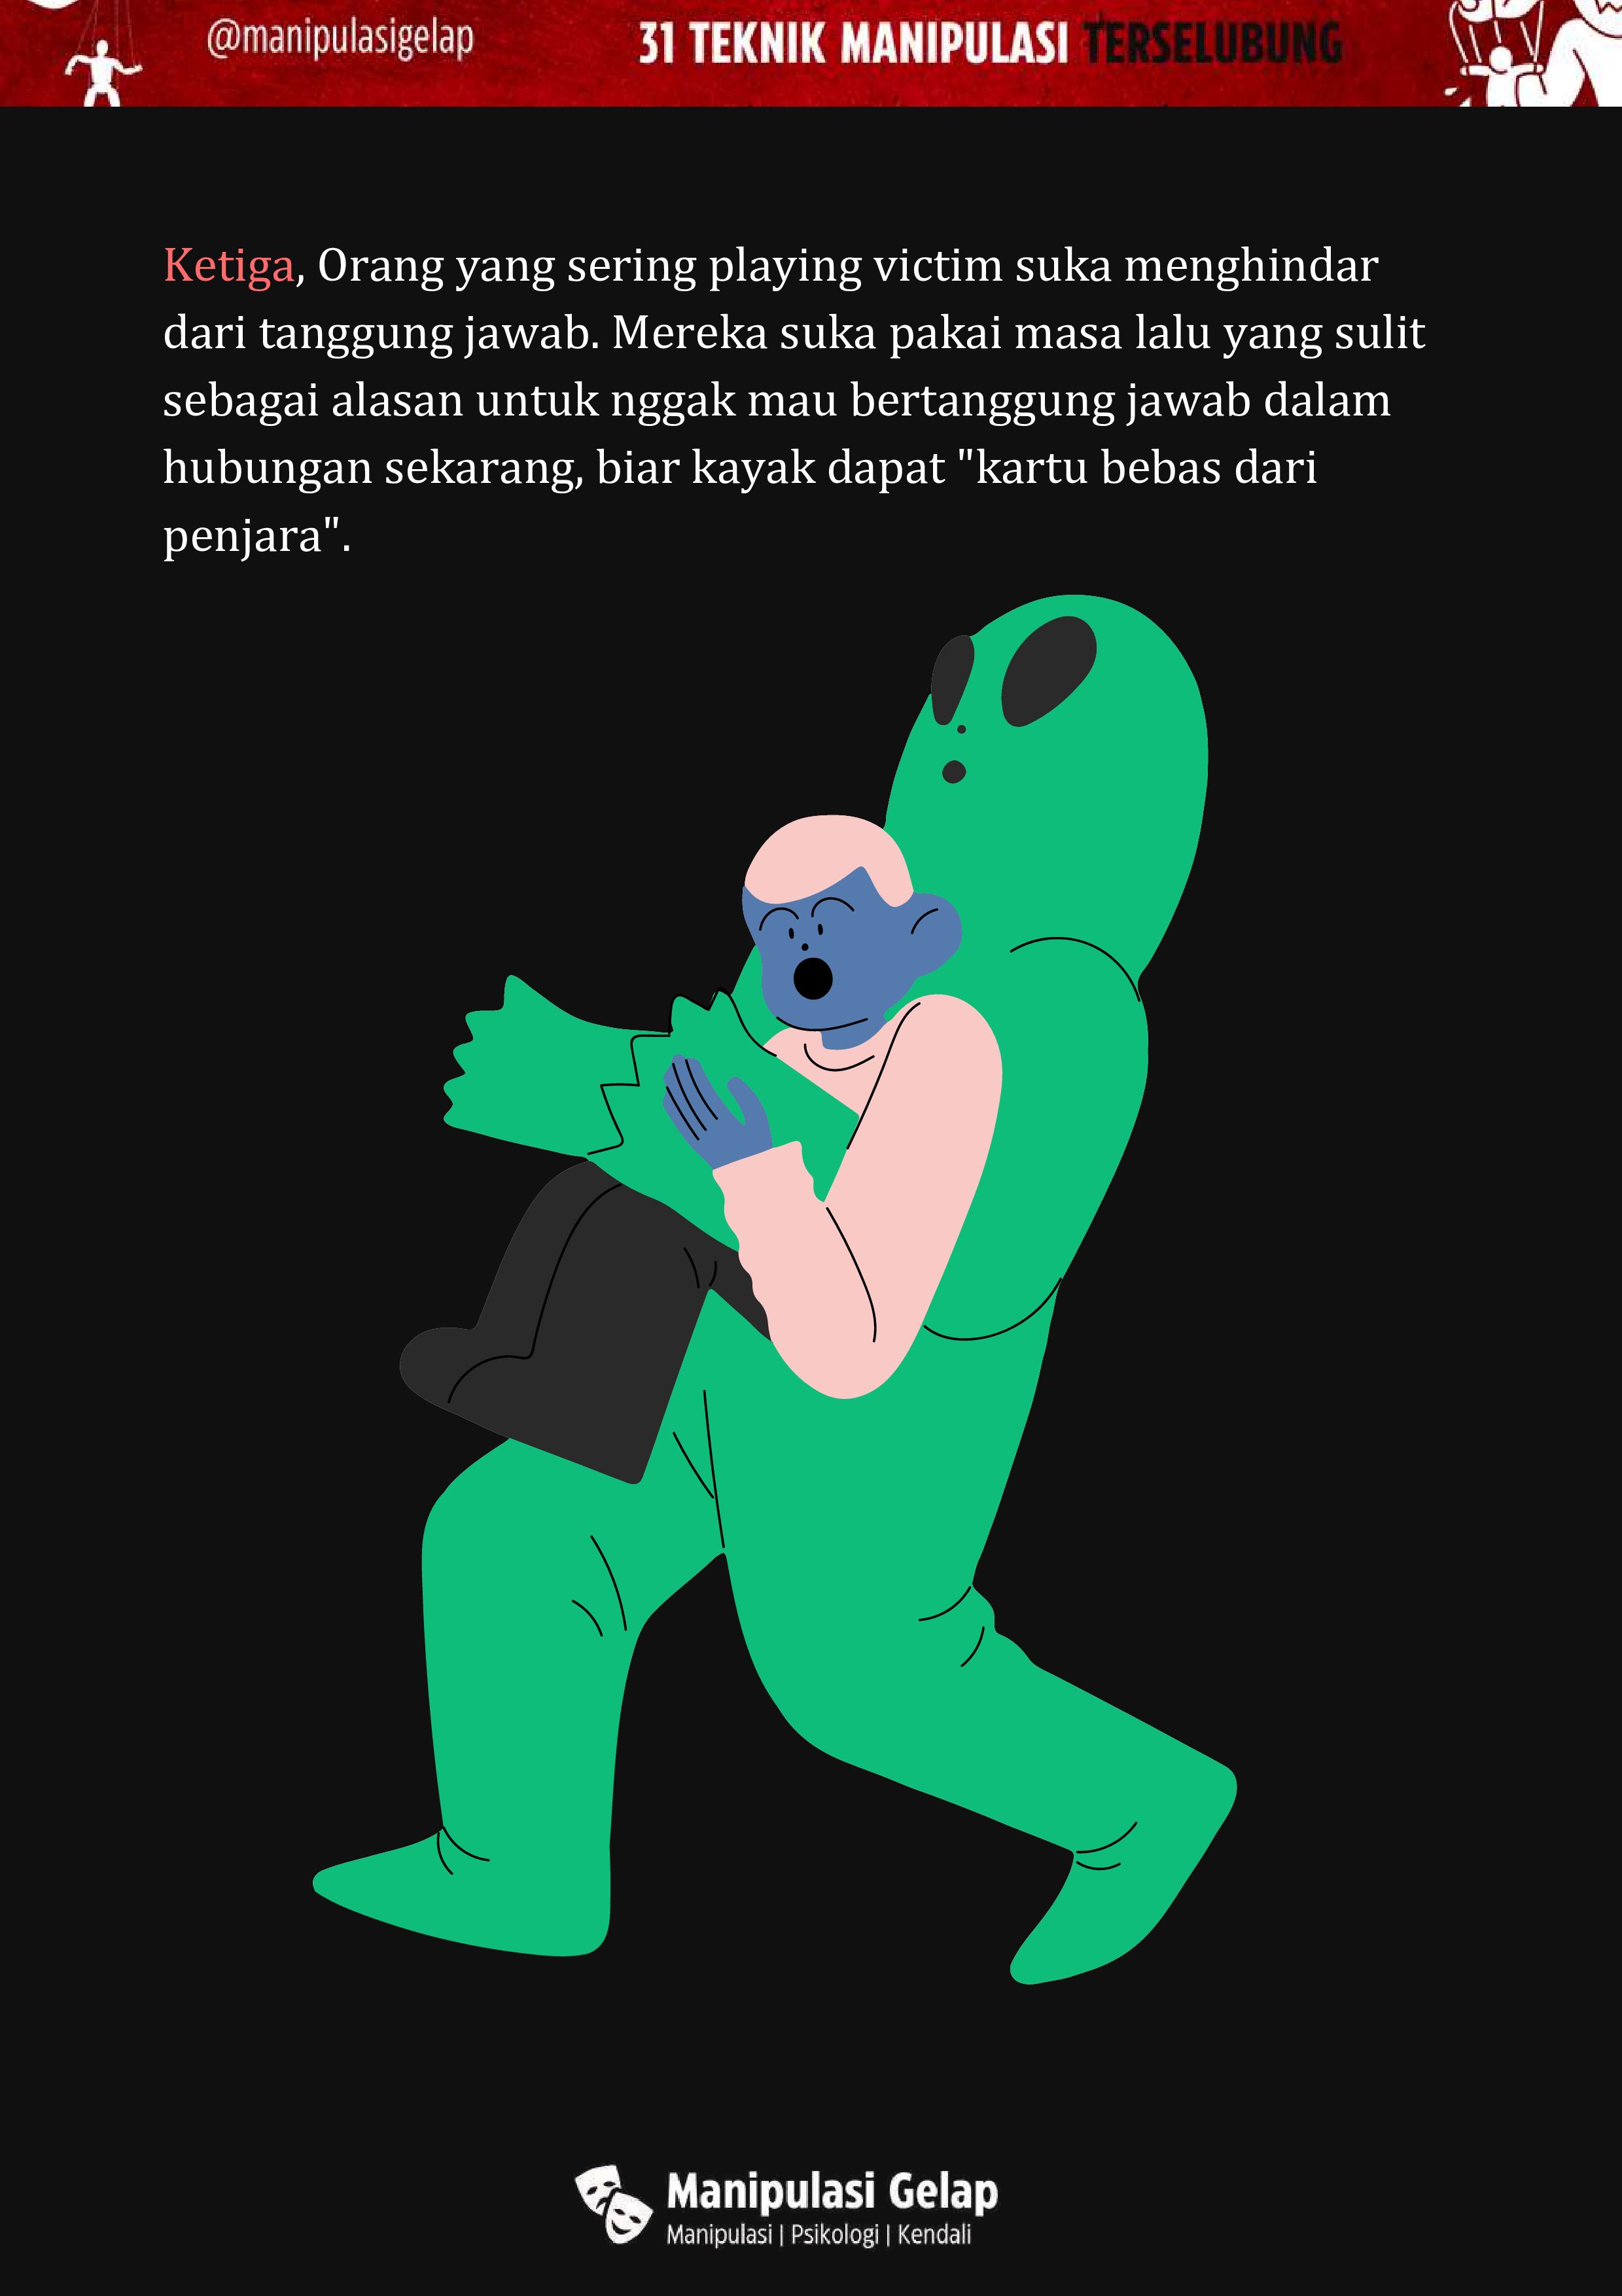 @manipulasigelap
31 TEKNIK MANIPULASI TERSELUBUNG
Ketiga, Orang yang sering playing victim suka menghindar
dari tanggung jawab. Mereka suka pakai masa lalu yang sulit
sebagai alasan untuk nggak mau bertanggung jawab dalam
hubungan sekarang, biar kayak dapat "kartu bebas dari
penjara".
Manipulasi Gelap
Manipulasi | Psikologi | Kendali